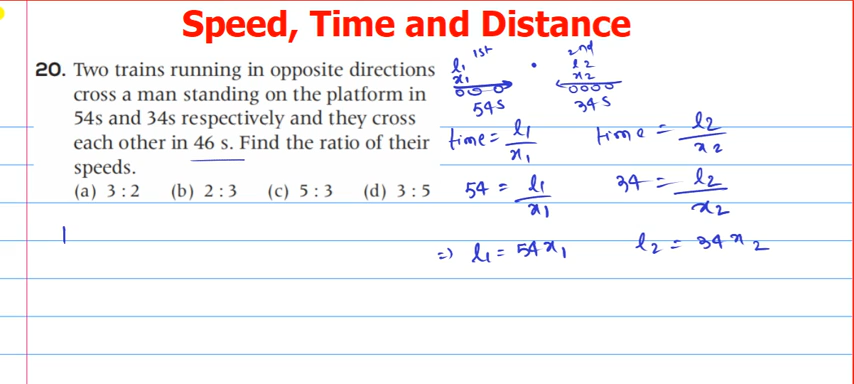 Speed, Time and Distance
20. Two trains running in opposite directions
cross a man standing on the platform in
54s and 34s respectively and they cross
each other in 46 s. Find the ratio of their
speeds.
(a) 3 : 2 (b) 2 : 3 (c) 5 : 3 (d) 3 : 5
1st
l1
x1
54s
time = l1/x1
54 = l1/x1
=> l1 = 54x1
2nd
l2
x2
34s
time = l2/x2
34 = l2/x2
l2 = 34x2